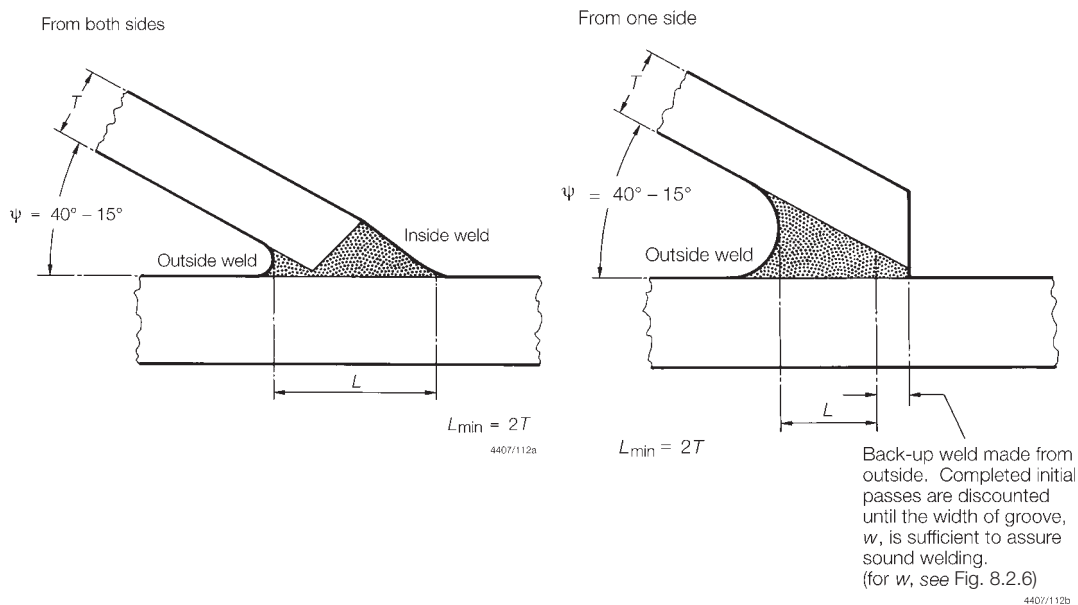 From both sides
T
ψ = 40° – 15°
Outside weld
Inside weld
L
Lmin = 2T
4407/112a
From one side
T
ψ = 40° – 15°
Outside weld
L
Lmin = 2T
Back-up weld made from
outside. Completed initial
passes are discounted
until the width of groove,
w, is sufficient to assure
sound welding.
(for w, see Fig. 8.2.6)
4407/112b